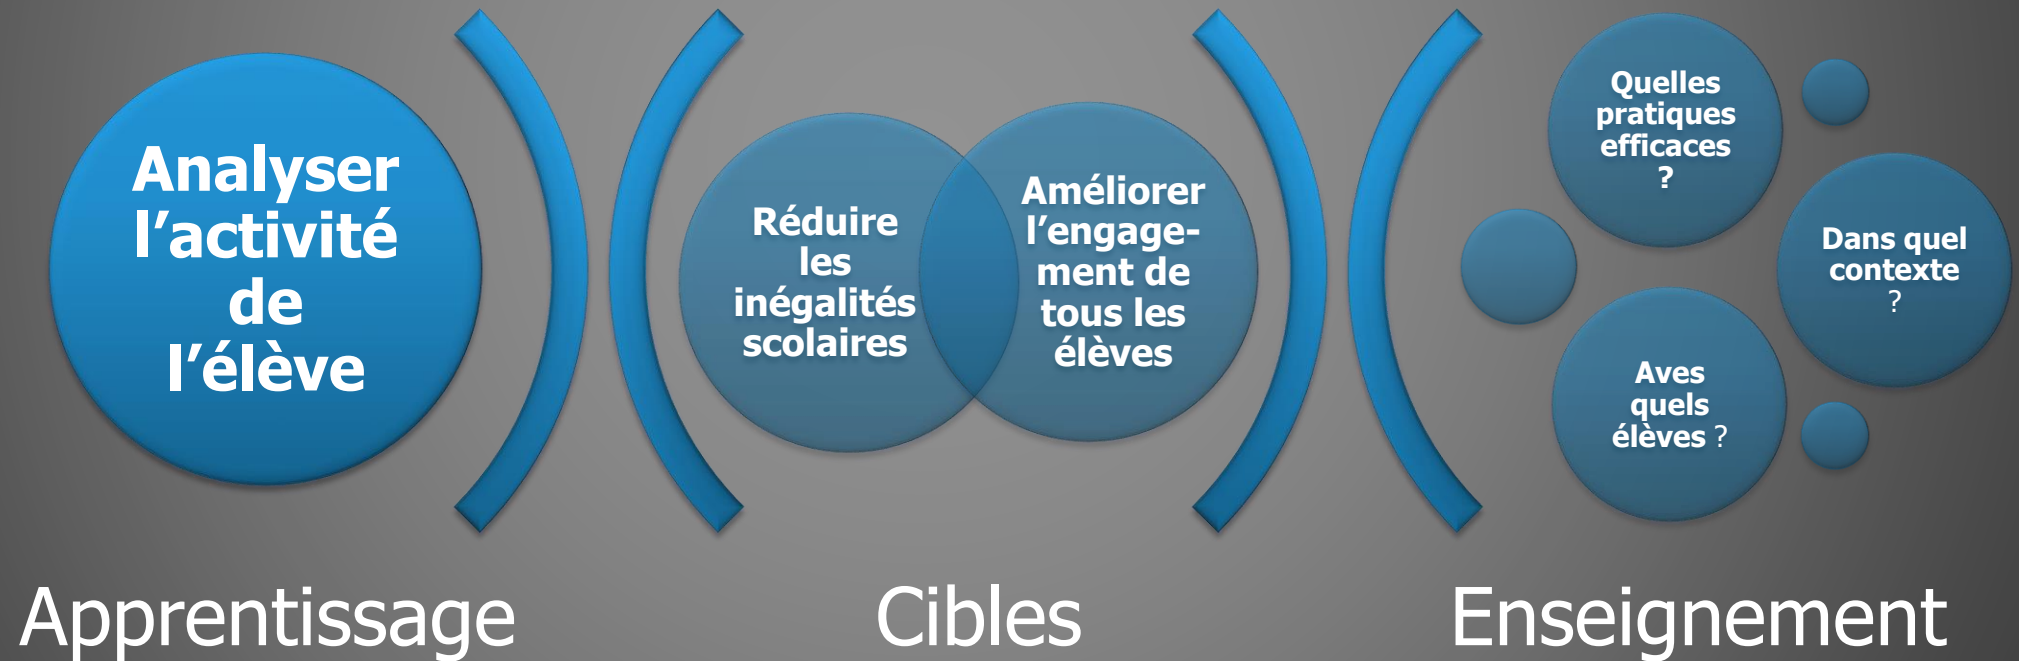 Analyser
l’activité
de
l’élève
Réduire
les
inégalités
scolaires
Améliorer
l’engage-
ment de
tous les
élèves
Quelles
pratiques
efficaces
?
Dans quel
contexte
?
Aves
quels
élèves ?
Apprentissage
Cibles
Enseignement